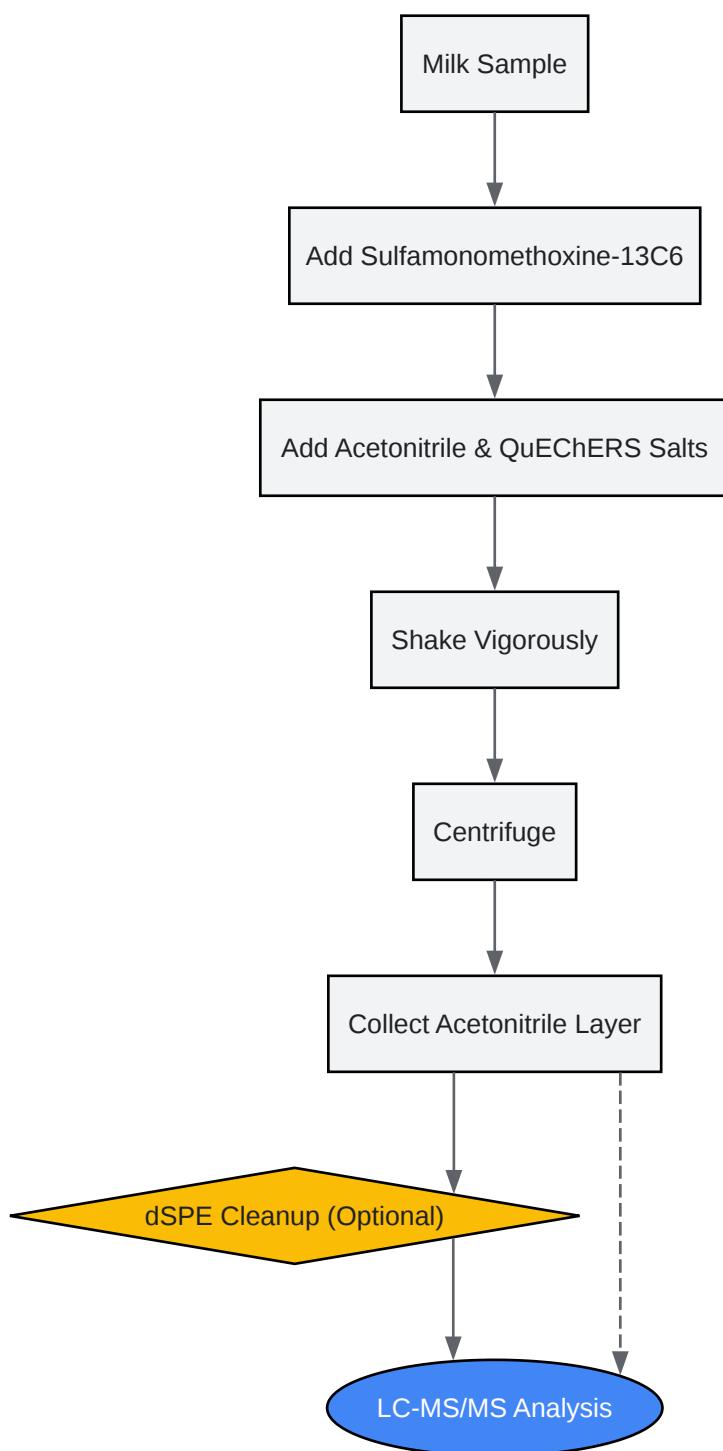 Milk Sample
Add Sulfamonomethoxine-13C6
Add Acetonitrile & QuEChERS Salts
Shake Vigorously
Centrifuge
Collect Acetonitrile Layer
dSPE Cleanup (Optional)
LC-MS/MS Analysis